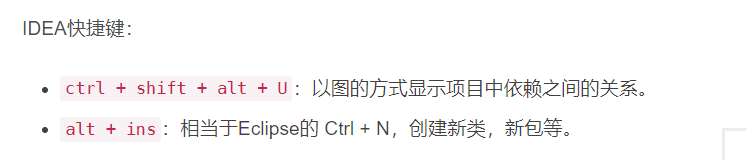 IDEA快捷键：
ctrl + shift + alt + U：以图的方式显示项目中依赖之间的关系。
alt + ins：相当于Eclipse的 Ctrl + N，创建新类，新包等。